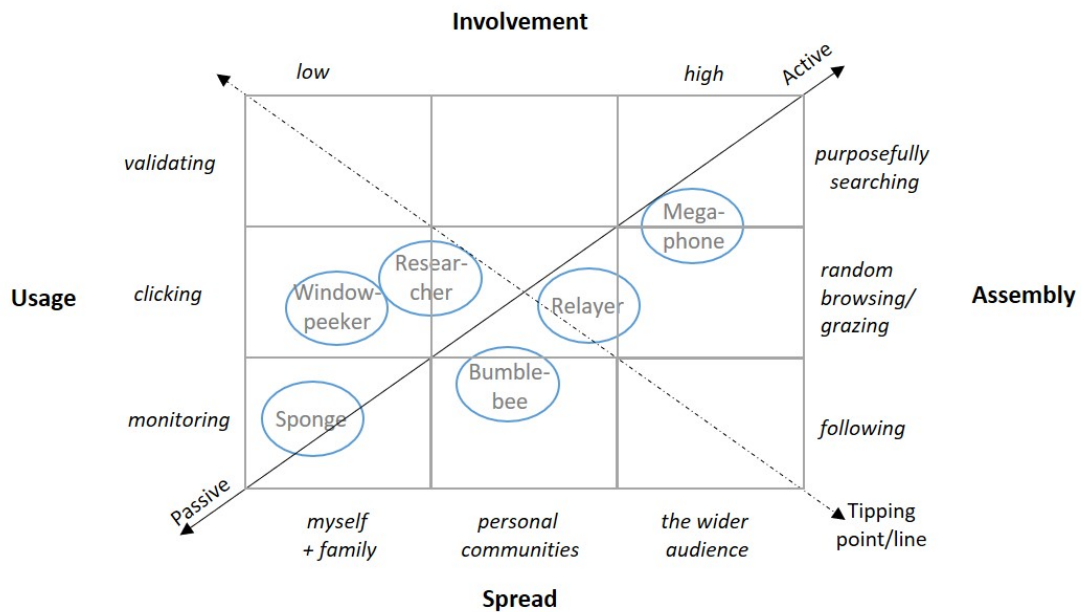 Involvement
low
high
Active
validating
purposefully
searching
Mega-
phone
Resear-
cher
Usage
clicking
Window-
peeker
Relayer
random
browsing/
grazing
Assembly
Bumble-
bee
monitoring
Sponge
following
Passive
myself
+ family
personal
communities
the wider
audience
Tipping
point/line
Spread